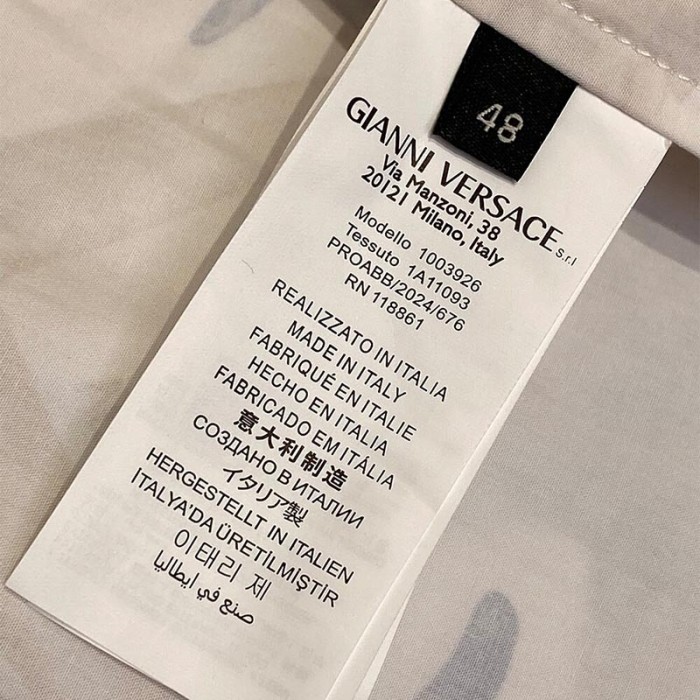 48
GIANNI VERSACE s.r.l
Via Manzoni, 38
20121 Milano, Italy
Modello 1003926
Tessuto 1A11093
PROABB/2024/676
RN 118861
REALIZZATO IN ITALIA
MADE IN ITALY
FABRIQUÉ EN ITALIE
HECHO EN ITALIA
FABRICADO EM ITÁLIA
意大利制造
СОЗДАНО В ИТАЛИИ
イタリア製
HERGESTELLT IN ITALIEN
ITALYA'DA ÜRETİLMİŞTİR
이태리 제
صنع في ايطاليا